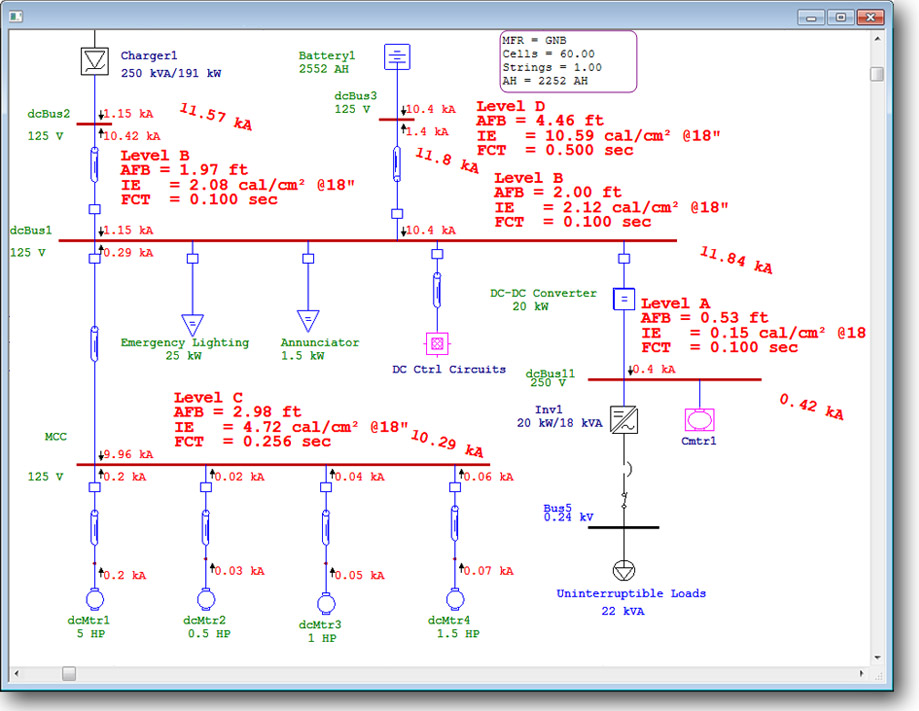 MFR = GNB
Cells = 60.00
Strings = 1.00
AH = 2252 AH
Charger1
250 kVA/191 kW
Battery1
2552 AH
dcBus2
125 V
1.15 kA
10.42 kA
11.57 kA
dcBus3
125 V
10.4 kA
1.4 kA
11.8 kA
Level D
AFB = 4.46 ft
IE = 10.59 cal/cm² @18"
FCT = 0.500 sec
Level B
AFB = 1.97 ft
IE = 2.08 cal/cm² @18"
FCT = 0.100 sec
Level B
AFB = 2.00 ft
IE = 2.12 cal/cm² @18"
FCT = 0.100 sec
dcBus1
125 V
1.15 kA
0.29 kA
10.4 kA
11.84 kA
Emergency Lighting
25 kW
Annunciator
1.5 kW
DC Ctrl Circuits
DC-DC Converter
20 kW
Level A
AFB = 0.53 ft
IE = 0.15 cal/cm² @18
FCT = 0.100 sec
dcBus11
250 V
0.4 kA
0.42 kA
Level C
AFB = 2.98 ft
IE = 4.72 cal/cm² @18"
FCT = 0.256 sec
10.29 kA
Inv1
20 kW/18 kVA
Cmtr1
MCC
125 V
9.96 kA
0.2 kA
0.02 kA
0.04 kA
0.06 kA
Bus5
0.24 kV
0.2 kA
0.03 kA
0.05 kA
0.07 kA
dcMtr1
5 HP
dcMtr2
0.5 HP
dcMtr3
1 HP
dcMtr4
1.5 HP
Uninterruptible Loads
22 kVA